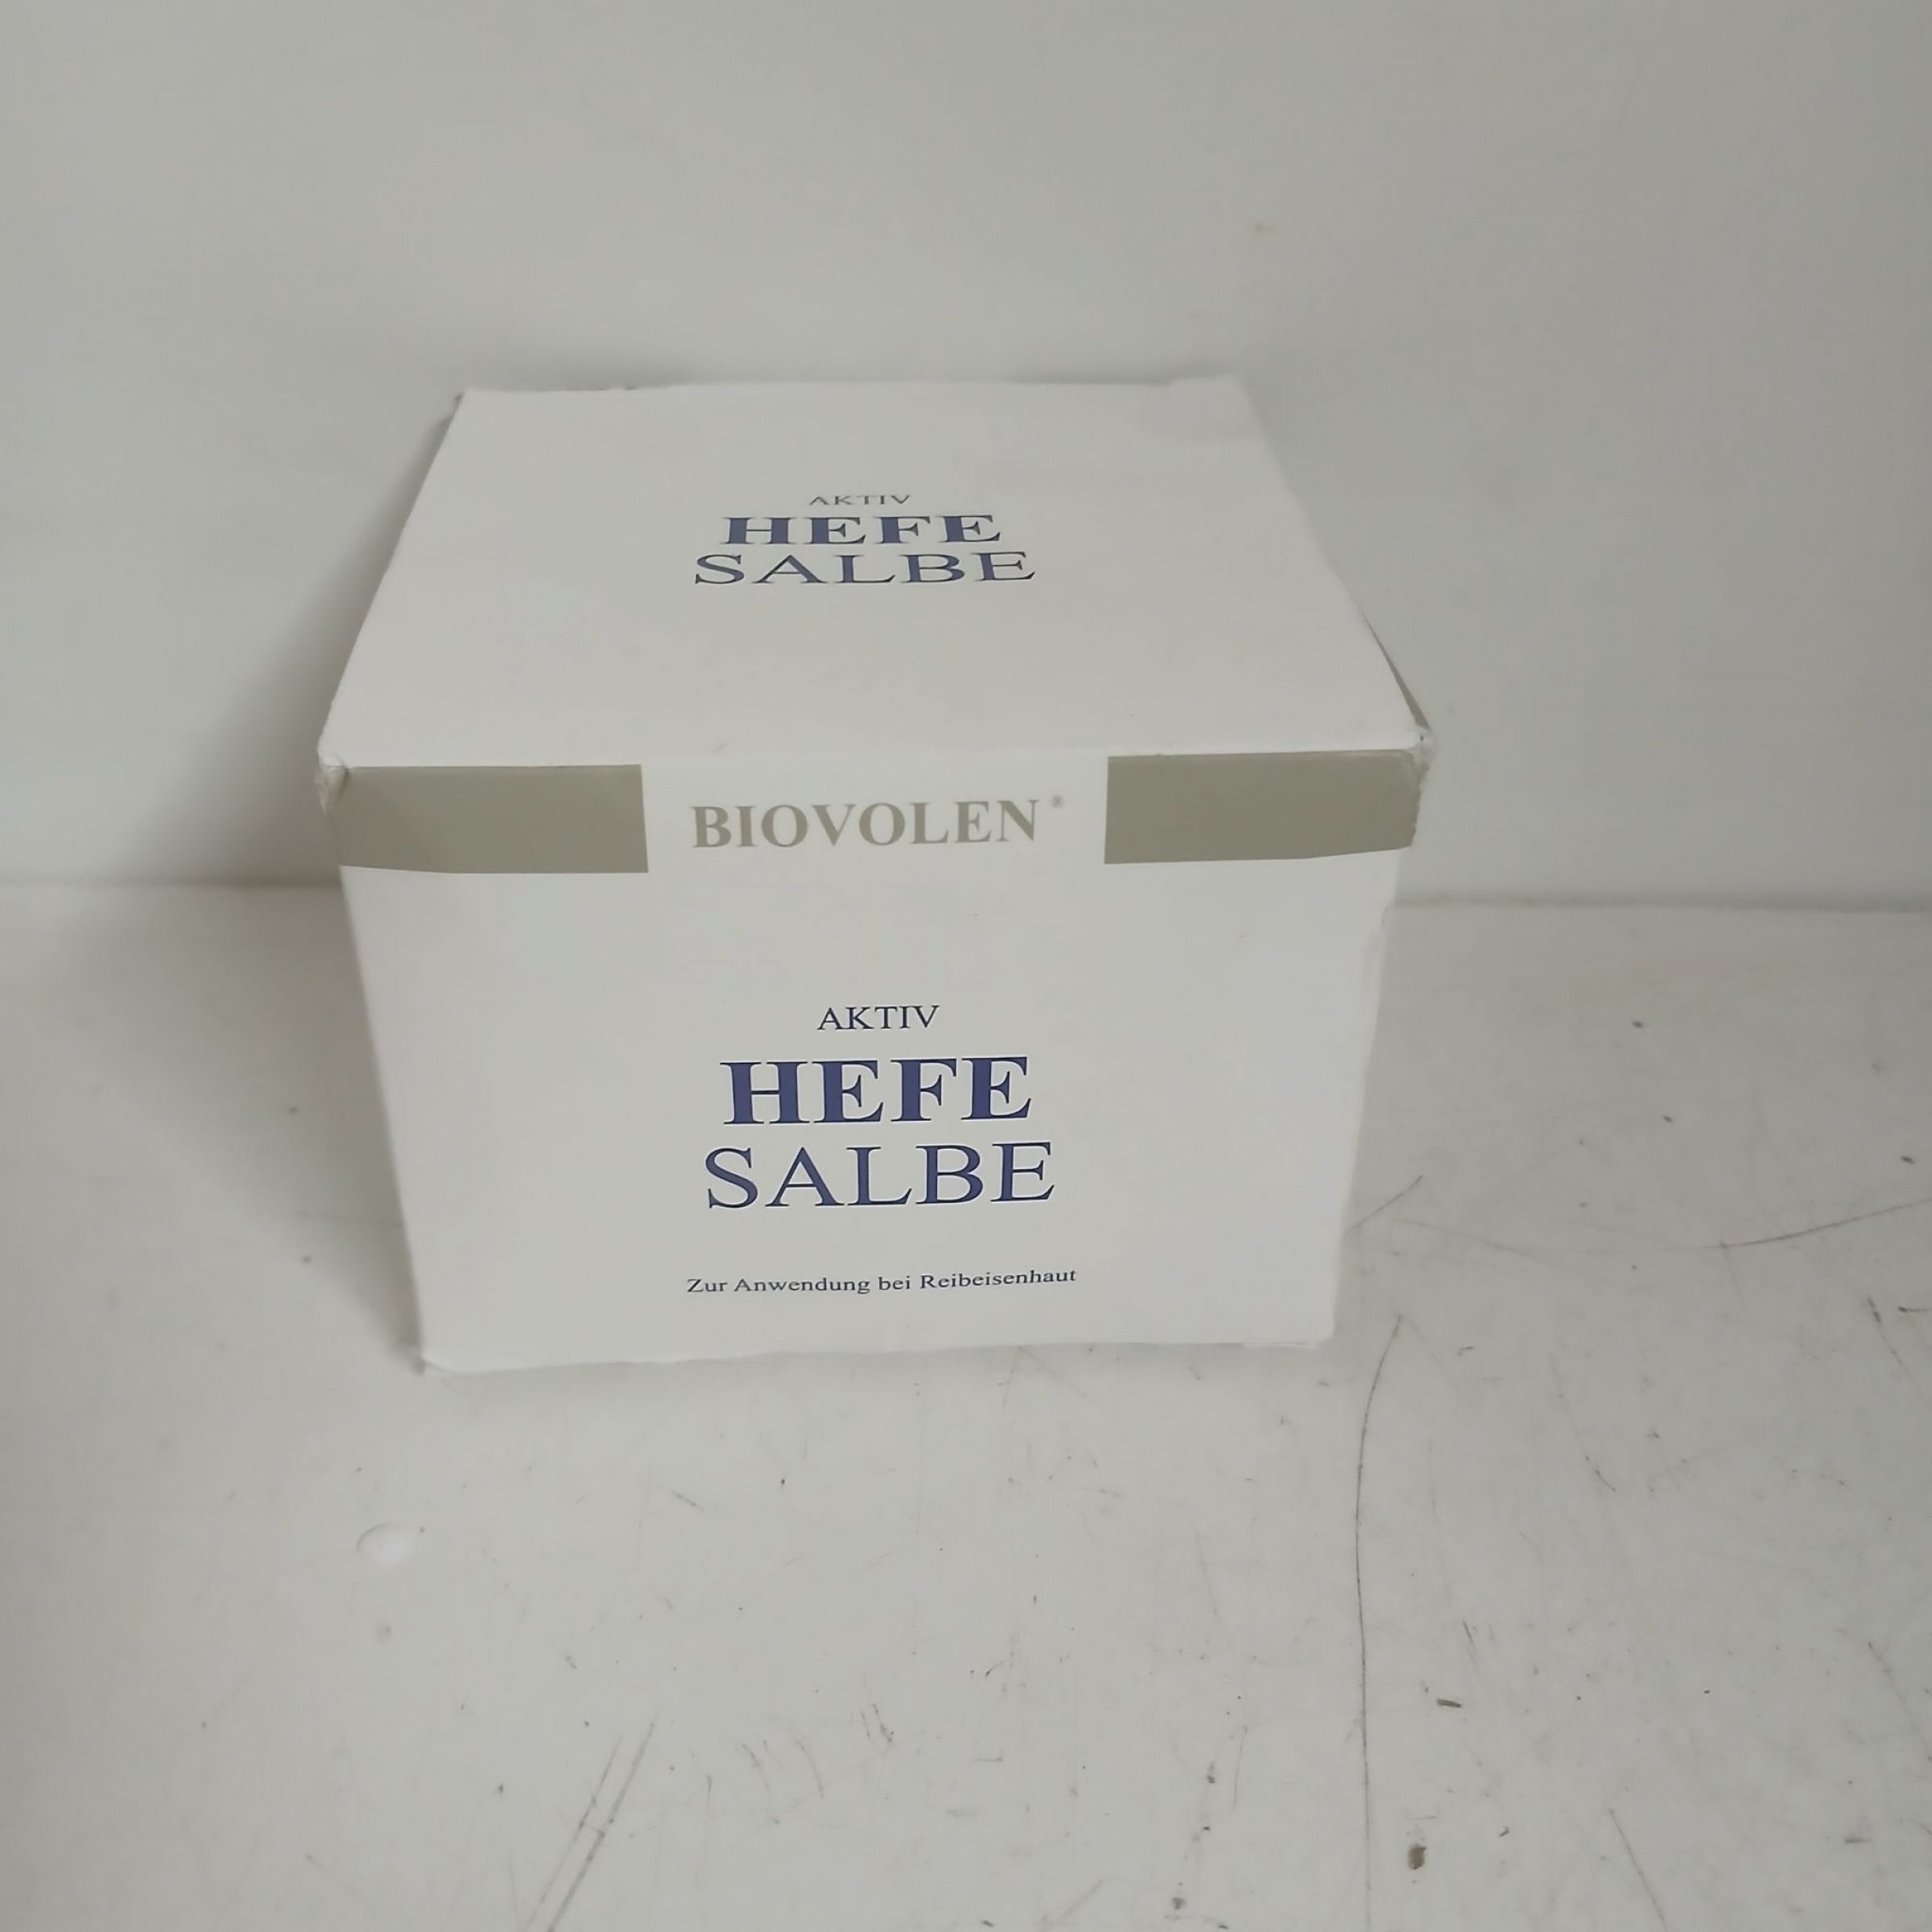 AKTIV
HEFE
SALBE
BIOVOLEN®
AKTIV
HEFE
SALBE
Zur Anwendung bei Reibeisenhaut